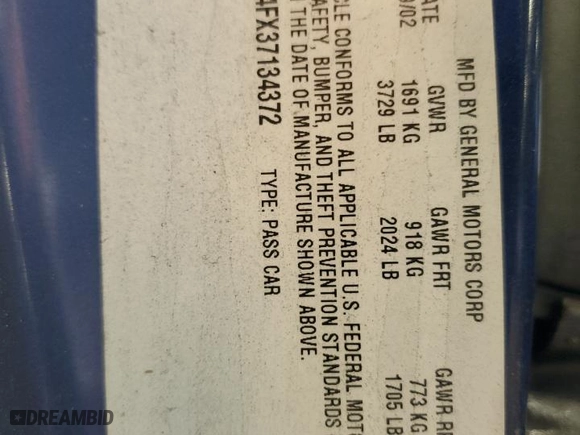 MFD BY GENERAL MOTORS CORP
ATE GVWR GAWR FRT GAWR R
/02 1691 KG 918 KG 773 KG
3729 LB 2024 LB 1705 LB
CLE CONFORMS TO ALL APPLICABLE U.S. FEDERAL MOT
AFETY, BUMPER, AND THEFT PREVENTION STANDARDS
THE DATE OF MANUFACTURE SHOWN ABOVE.
4FX37134372 TYPE: PASS CAR
DREAMBID